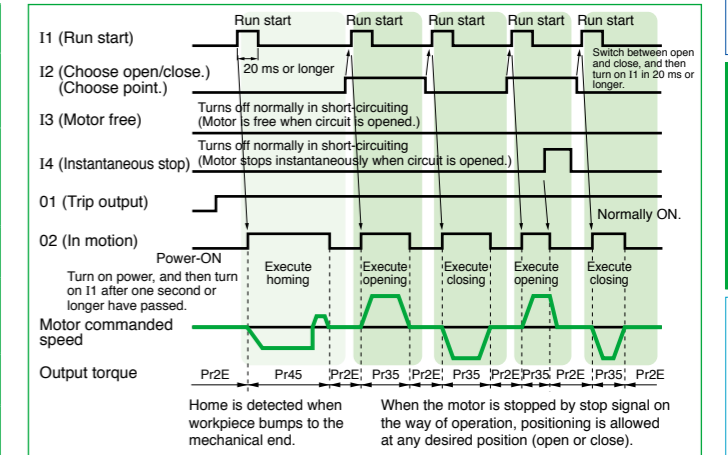 Run start Run start Run start Run start Run start
I1 (Run start)
20 ms or longer
Switch between open
and close, and then
turn on I1 in 20 ms or
longer.
I2 (Choose open/close.)
(Choose point.)
Turns off normally in short-circuiting
I3 (Motor free)
(Motor is free when circuit is opened.)
Turns off normally in short-circuiting
I4 (Instantaneous stop)
(Motor stops instantaneously when circuit is opened.)
01 (Trip output)
Normally ON.
02 (In motion)
Power-ON
Turn on power, and then turn
on I1 after one second or
longer have passed.
Execute
homing
Execute
opening
Execute
closing
Execute
opening
Execute
closing
Motor commanded
speed
Output torque
Pr2E Pr45 Pr2E Pr35 Pr2E Pr35 Pr2E Pr35 Pr2E Pr35 Pr2E
Home is detected when
workpiece bumps to the
mechanical end.
When the motor is stopped by stop signal on
the way of operation, positioning is allowed
at any desired position (open or close).